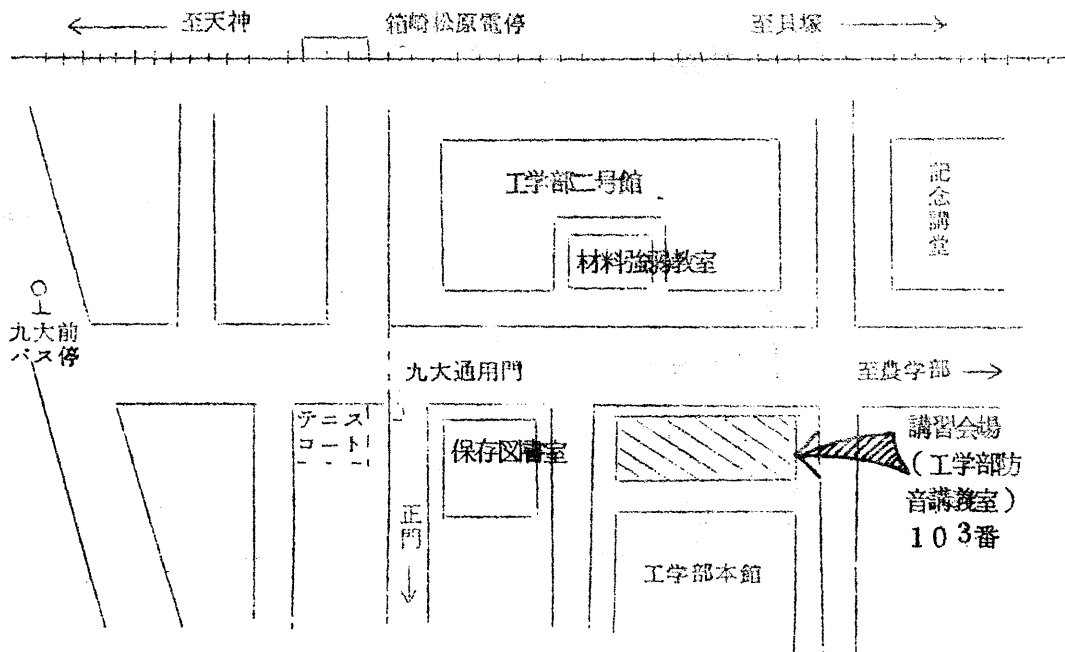 ← 至天神
箱崎松原電停
至貝塚 →
工学部二号館
材料強弱教室
記念講堂
九大前
バス停
九大通用門
至農学部 →
テニス
コート
保存図書室
正門
↓
講習会場
(工学部防
音講義室)
103番
工学部本館